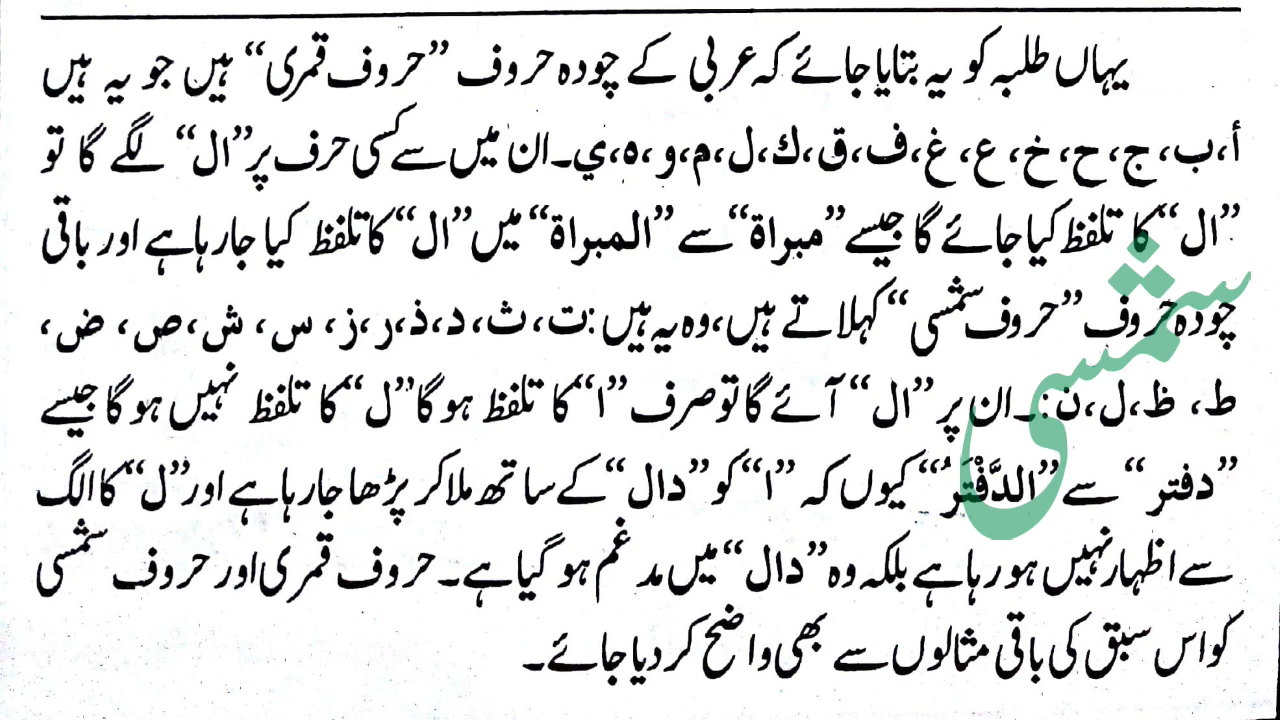 یہاں طلبہ کو یہ بتایا جائے کہ عربی کے چودہ حروف ”حروف قمری“ ہیں جو یہ ہیں
أ،ب، ج، ح، خ، ع، غ، ف، ق، ك، ل، م، و، ه، ي۔ ان میں سے کسی حرف پر ”ال“ لگے گا تو
”ال“ کا تلفظ کیا جائے گا جیسے ”مبراة“ سے ”المبراة“ میں ”ال“ کا تلفظ کیا جا رہا ہے اور باقی
چودہ حروف ”حروف شمسی“ کہلاتے ہیں، وہ یہ ہیں: ت، ث، د، ذ، ر، ز، س، ش، ص، ض،
ط، ظ، ل، ن:۔ ان پر ”ال“ آئے گا تو صرف ”ا“ کا تلفظ ہو گا ”ل“ کا تلفظ نہیں ہو گا جیسے
”دفتر“ سے ”الدَّفْتَرُ“ کیوں کہ ”ا“ کو ”دال“ کے ساتھ ملا کر پڑھا جا رہا ہے اور ”ل“ کا الگ
سے اظہار نہیں ہو رہا ہے بلکہ وہ ”دال“ میں مدغم ہو گیا ہے۔ حروف قمری اور حروف شمسی
کو اس سبق کی باقی مثالوں سے بھی واضح کر دیا جائے۔
شمسی